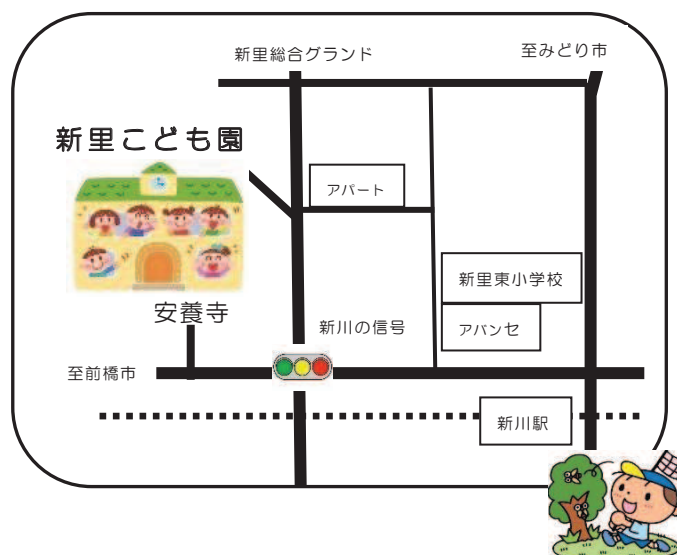 新里総合グランド
至みどり市
新里こども園
アパート
新里東小学校
安養寺
新川の信号
アバンセ
至前橋市
新川駅